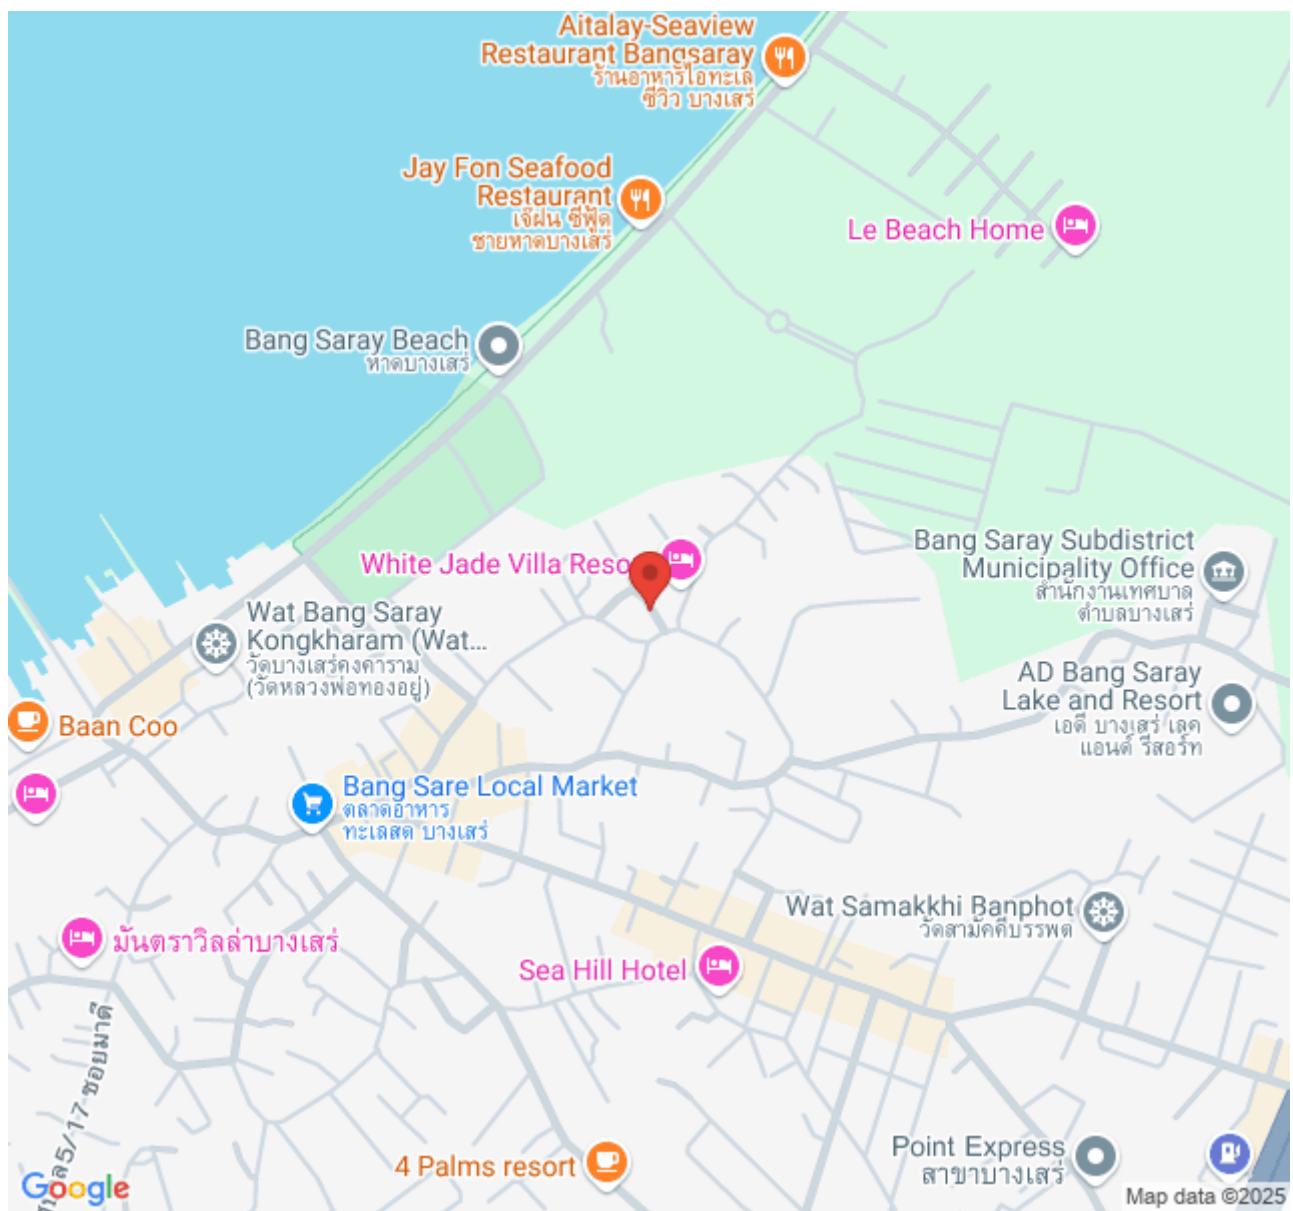 Aitalay-Seaview
Restaurant Bangsaray
ร้านอาหารไอทะเล
ซีวิว บางเสร่
Jay Fon Seafood
Restaurant
เจ๊ฝน ซีฟู้ด
ชายหาดบางเสร่
Le Beach Home
Bang Saray Beach
หาดบางเสร่
White Jade Villa Reso
Bang Saray Subdistrict
Municipality Office
สำนักงานเทศบาล
ตำบลบางเสร่
Wat Bang Saray
Kongkharam (Wat...
วัดบางเสร่คงคาราม
(วัดหลวงพ่อทองอยู่)
AD Bang Saray
Lake and Resort
เอดี บางเสร่ เลค
แอนด์ รีสอร์ท
Baan Coo
Bang Sare Local Market
ตลาดอาหาร
ทะเลสด บางเสร่
Wat Samakkhi Banphot
วัดสามัคคีบรรพต
มันตราวิลล่าบางเสร่
Sea Hill Hotel
5/17 ซอยมาดี
Point Express
สาขาบางเสร่
4 Palms resort
Google
Map data ©2025